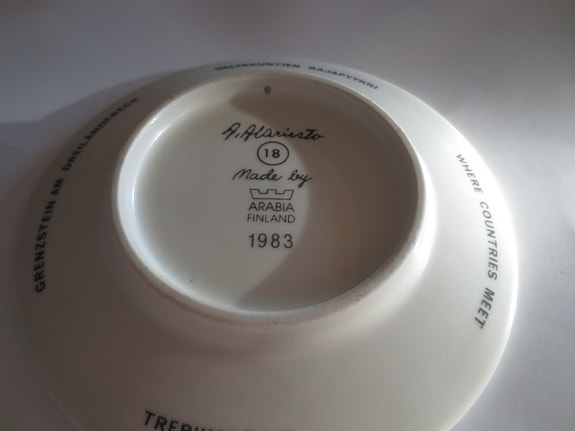 VALTAKUNTIEN RAJAPYYKKI
WHERE COUNTRIES MEET
GRENZSTEIN AM DREILÄNDERECK
A. Alariesto
18
Made by
ARABIA
FINLAND
1983